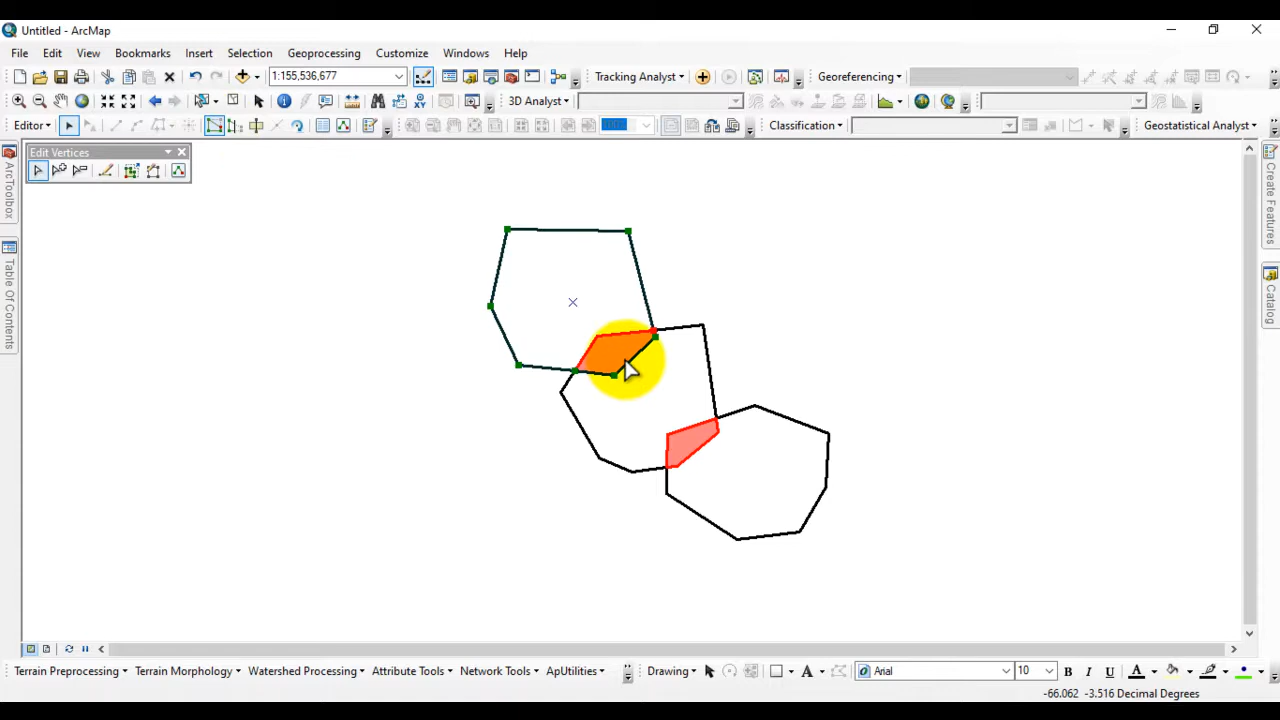 Untitled - ArcMap
File Edit View Bookmarks Insert Selection Geoprocessing Customize Windows Help
1:155,536,677 Tracking Analyst Georeferencing
3D Analyst
Editor Classification Geostatistical Analyst
Edit Vertices
ArcToolbox
Table Of Contents
Create Features
Catalog
Terrain Preprocessing Terrain Morphology Watershed Processing Attribute Tools Network Tools ApUtilities Drawing A Arial 10 B I U A
-66.062 -3.516 Decimal Degrees